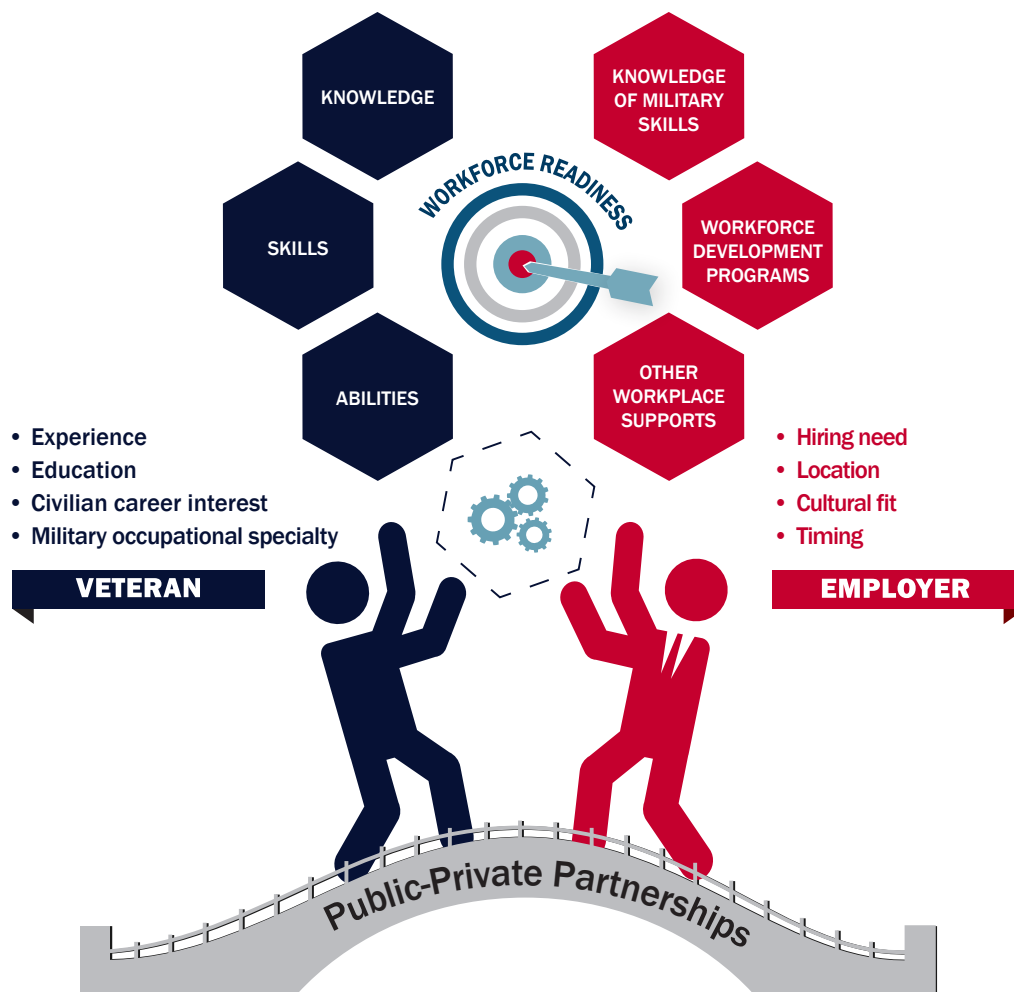 KNOWLEDGE
KNOWLEDGE
OF MILITARY
SKILLS
WORKFORCE READINESS
SKILLS
WORKFORCE
DEVELOPMENT
PROGRAMS
ABILITIES
OTHER
WORKPLACE
SUPPORTS
• Experience
• Education
• Civilian career interest
• Military occupational specialty
VETERAN
• Hiring need
• Location
• Cultural fit
• Timing
EMPLOYER
Public-Private Partnerships